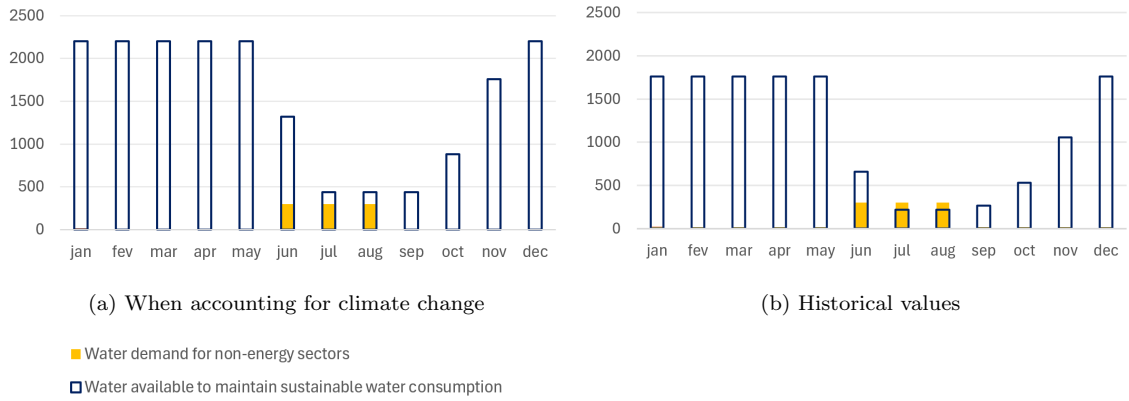 2500
2000
1500
1000
500
0
jan fev mar apr may jun jul aug sep oct nov dec
(a) When accounting for climate change
2500
2000
1500
1000
500
0
jan fev mar apr may jun jul aug sep oct nov dec
(b) Historical values
Water demand for non-energy sectors
Water available to maintain sustainable water consumption